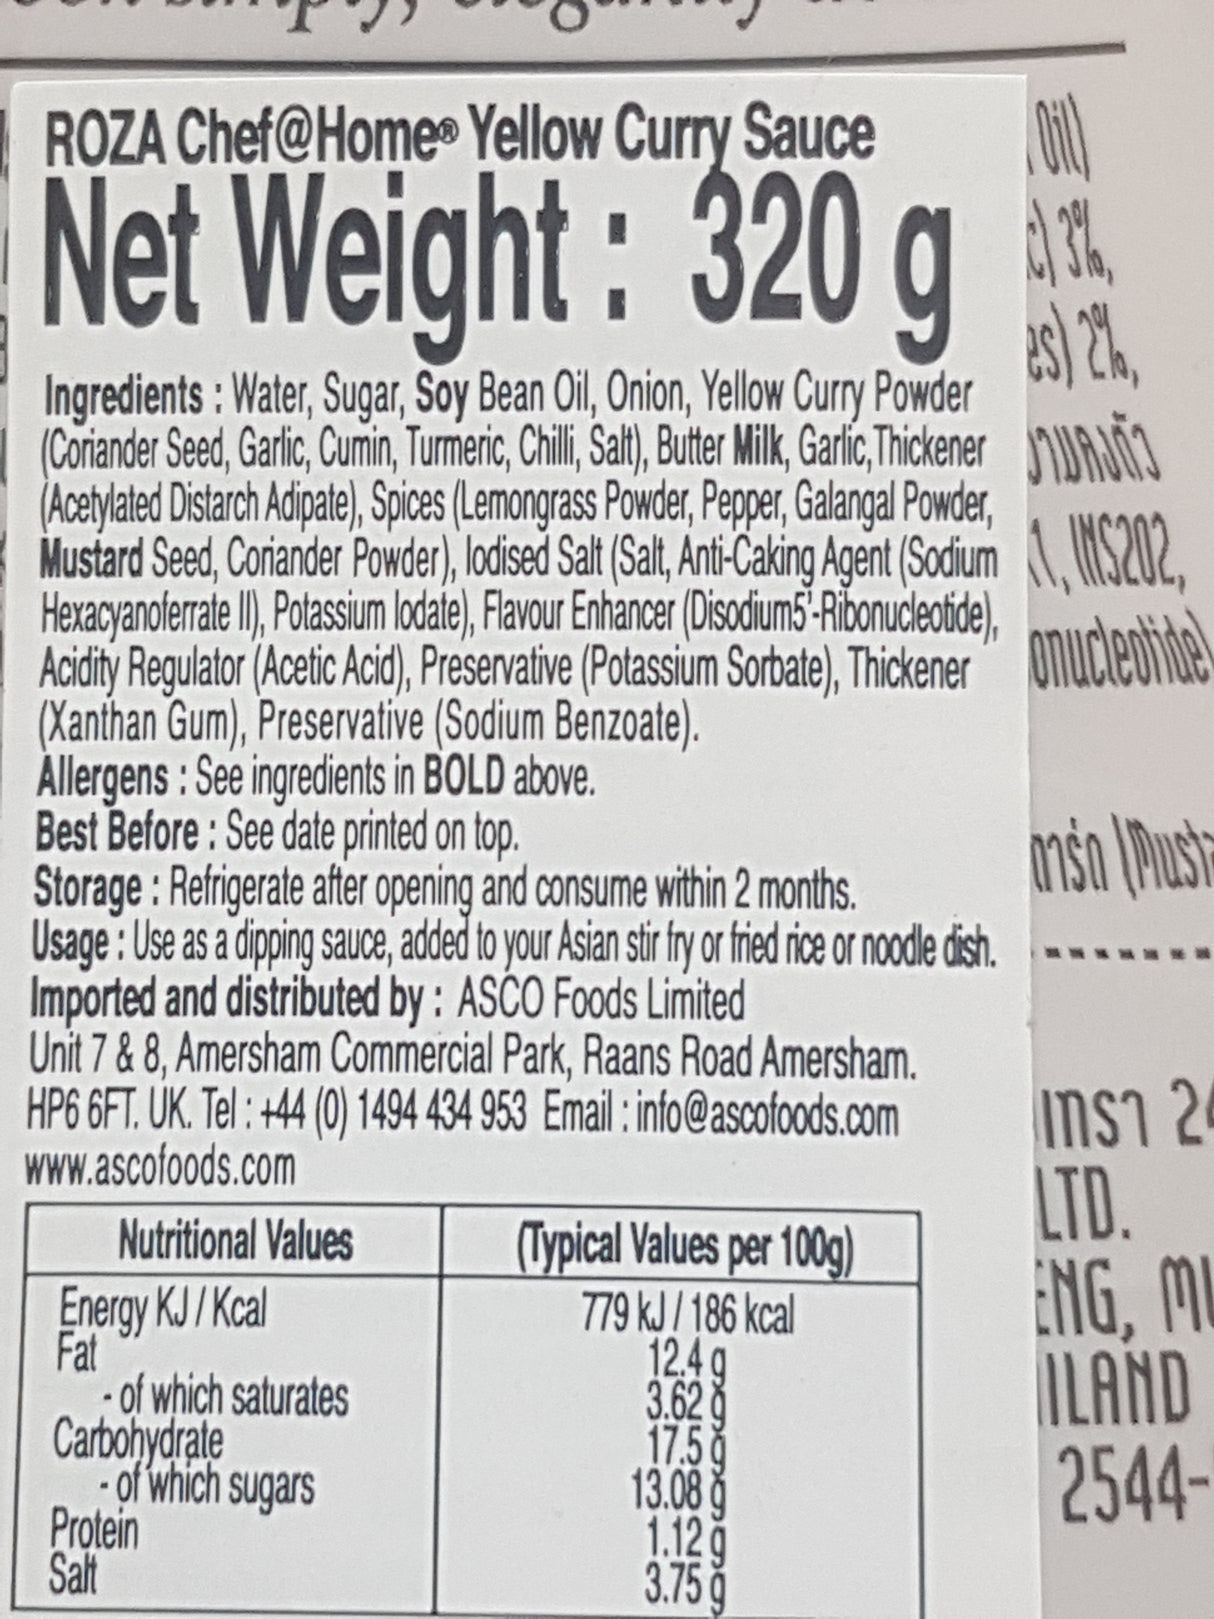 ROZA Chef@Home® Yellow Curry Sauce
Net Weight : 320 g
Ingredients : Water, Sugar, Soy Bean Oil, Onion, Yellow Curry Powder
(Coriander Seed, Garlic, Cumin, Turmeric, Chilli, Salt), Butter Milk, Garlic,Thickener
(Acetylated Distarch Adipate), Spices (Lemongrass Powder, Pepper, Galangal Powder,
Mustard Seed, Coriander Powder), Iodised Salt (Salt, Anti-Caking Agent (Sodium
Hexacyanoferrate II), Potassium Iodate), Flavour Enhancer (Disodium5'-Ribonucleotide),
Acidity Regulator (Acetic Acid), Preservative (Potassium Sorbate), Thickener
(Xanthan Gum), Preservative (Sodium Benzoate).
Allergens : See ingredients in BOLD above.
Best Before : See date printed on top.
Storage : Refrigerate after opening and consume within 2 months.
Usage : Use as a dipping sauce, added to your Asian stir fry or fried rice or noodle dish.
Imported and distributed by : ASCO Foods Limited
Unit 7 & 8, Amersham Commercial Park, Raans Road Amersham.
HP6 6FT. UK. Tel : +44 (0) 1494 434 953 Email : info@ascofoods.com
www.ascofoods.com
Nutritional Values (Typical Values per 100g)
Energy KJ / Kcal 779 kJ / 186 kcal
Fat 12.4 g
- of which saturates 3.62 g
Carbohydrate 17.5 g
- of which sugars 13.08 g
Protein 1.12 g
Salt 3.75 g
Oil)
3%,
2%,
INS202,
LTD.
2544-